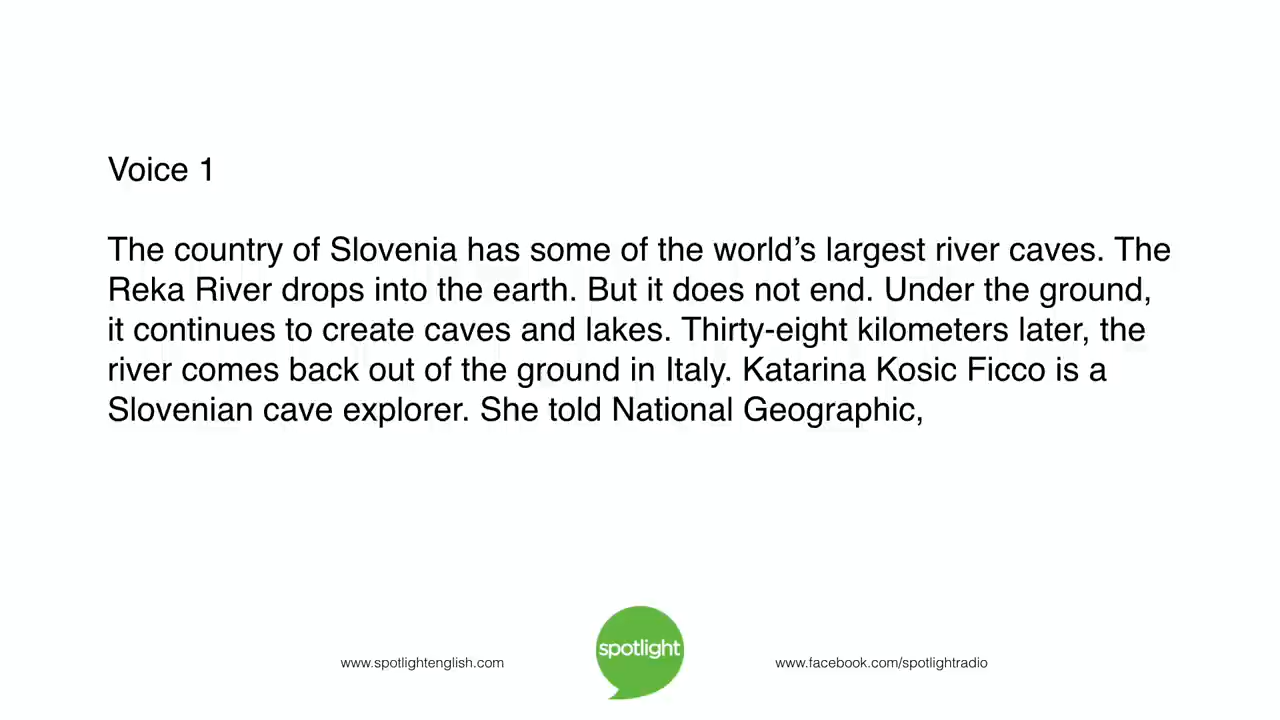 Voice 1
The country of Slovenia has some of the world’s largest river caves. The
Reka River drops into the earth. But it does not end. Under the ground,
it continues to create caves and lakes. Thirty-eight kilometers later, the
river comes back out of the ground in Italy. Katarina Kosic Ficco is a
Slovenian cave explorer. She told National Geographic,
spotlight
www.spotlightenglish.com
www.facebook.com/spotlightradio